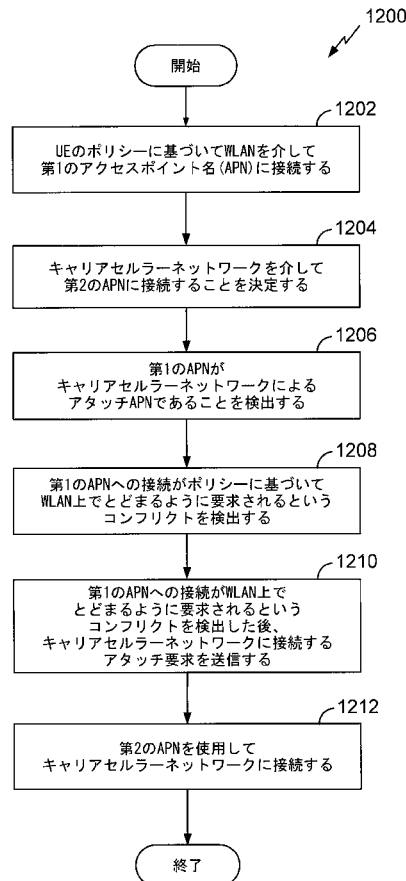 1200
開始
1202
UEのポリシーに基づいてWLANを介して
第1のアクセスポイント名(APN)に接続する
1204
キャリアセルラーネットワークを介して
第2のAPNに接続することを決定する
1206
第1のAPNが
キャリアセルラーネットワークによる
アタッチAPNであることを検出する
1208
第1のAPNへの接続がポリシーに基づいて
WLAN上でとどまるように要求されるという
コンフリクトを検出する
1210
第1のAPNへの接続がWLAN上で
とどまるように要求されるという
コンフリクトを検出した後、
キャリアセルラーネットワークに接続する
アタッチ要求を送信する
1212
第2のAPNを使用して
キャリアセルラーネットワークに接続する
終了